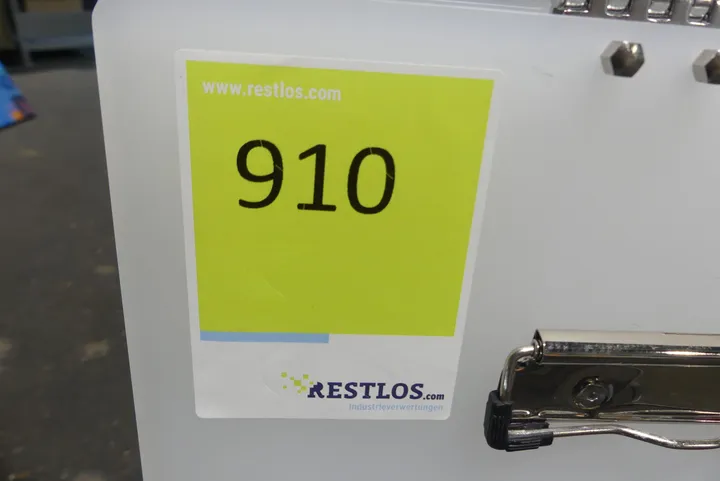 www.restlos.com
910
RESTLOS.com
Industrieverwertungen